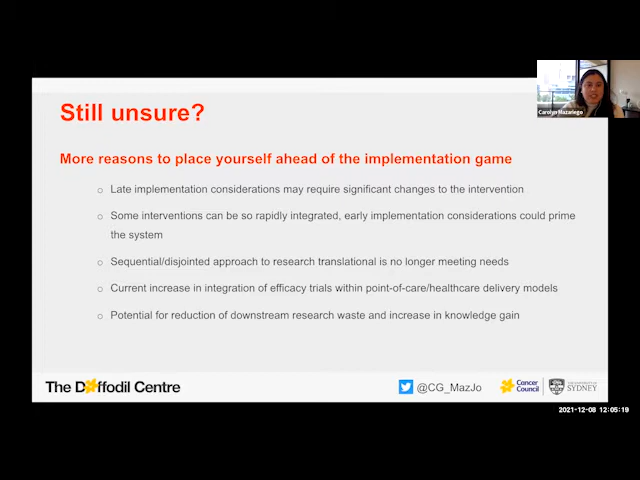 Still unsure?
Carolyn Mazariego
More reasons to place yourself ahead of the implementation game
Late implementation considerations may require significant changes to the intervention
Some interventions can be so rapidly integrated, early implementation considerations could prime
the system
Sequential/disjointed approach to research translational is no longer meeting needs
Current increase in integration of efficacy trials within point-of-care/healthcare delivery models
Potential for reduction of downstream research waste and increase in knowledge gain
The Daffodil Centre
@CG_MazJo
Cancer
Council
THE UNIVERSITY OF
SYDNEY
2021-12-08 12:05:19